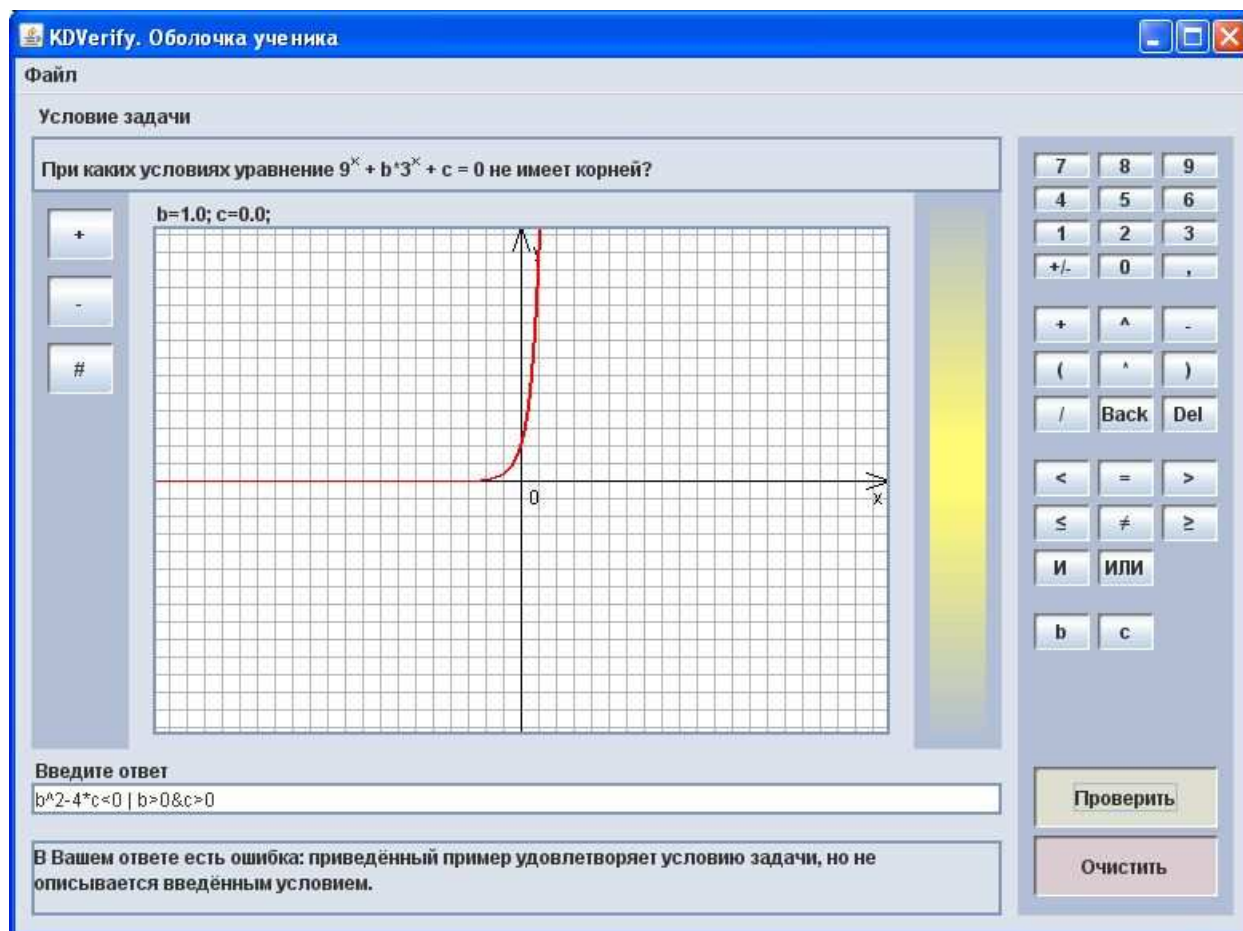 KDVerify. Оболочка ученика
Файл
Условие задачи
При каких условиях уравнение 9^x + b*3^x + c = 0 не имеет корней?
+
-
#
b=1.0; c=0.0;
y
0
x
7 8 9
4 5 6
1 2 3
+/- 0 ,
+ ^ -
( * )
/ Back Del
< = >
≤ ≠ ≥
И ИЛИ
b c
Введите ответ
b^2-4*c<0 | b>0&c>0
Проверить
В Вашем ответе есть ошибка: приведённый пример удовлетворяет условию задачи, но не
описывается введённым условием.
Очистить